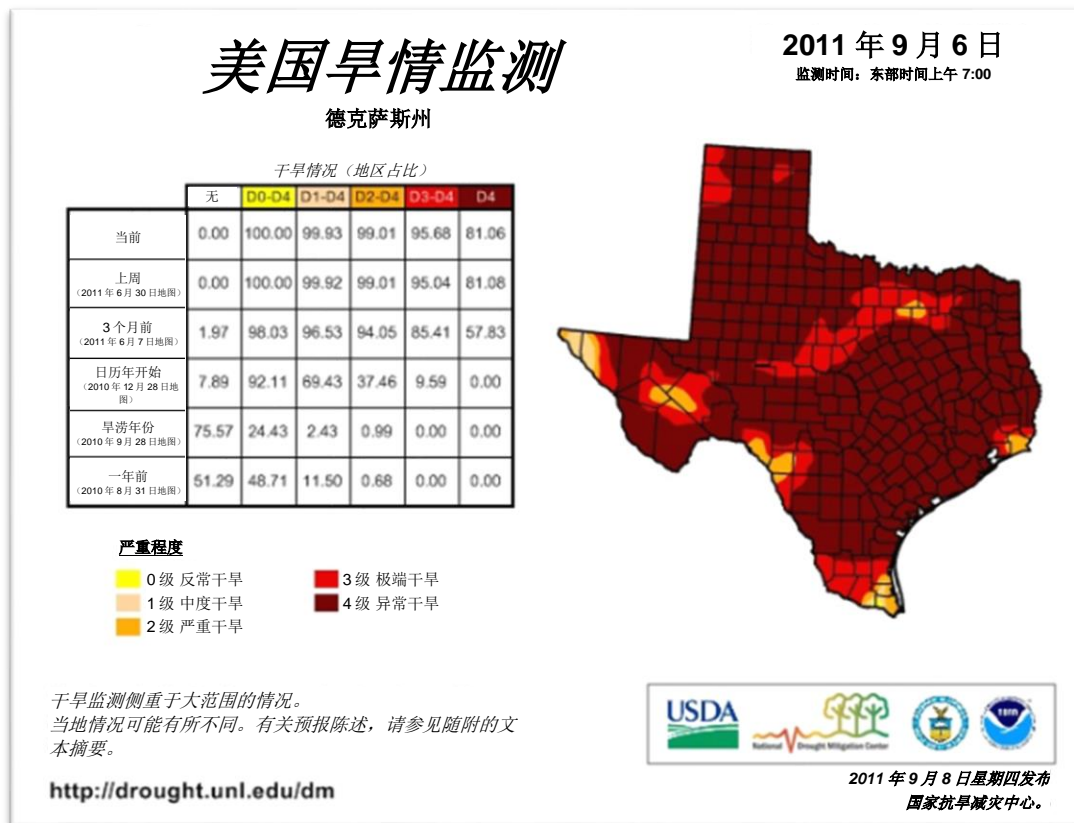 美国旱情监测
德克萨斯州
2011 年 9 月 6 日
监测时间：东部时间上午 7:00
干旱情况（地区占比）
无 D0-D4 D1-D4 D2-D4 D3-D4 D4
当前 0.00 100.00 99.93 99.01 95.68 81.06
上周
（2011 年 6 月 30 日地图）
0.00 100.00 99.92 99.01 95.04 81.08
3 个月前
（2011 年 6 月 7 日地图）
1.97 98.03 96.53 94.05 85.41 57.83
日历年开始
（2010 年 12 月 28 日地
图）
7.89 92.11 69.43 37.46 9.59 0.00
旱涝年份
（2010 年 9 月 28 日地图）
75.57 24.43 2.43 0.99 0.00 0.00
一年前
（2010 年 8 月 31 日地图）
51.29 48.71 11.50 0.68 0.00 0.00
严重程度
0 级 反常干旱
1 级 中度干旱
2 级 严重干旱
3 级 极端干旱
4 级 异常干旱
干旱监测侧重于大范围的情况。
当地情况可能有所不同。有关预报陈述，请参见随附的文
本摘要。
http://drought.unl.edu/dm
USDA
National Drought Mitigation Center
2011 年 9 月 8 日星期四发布
国家抗旱减灾中心。